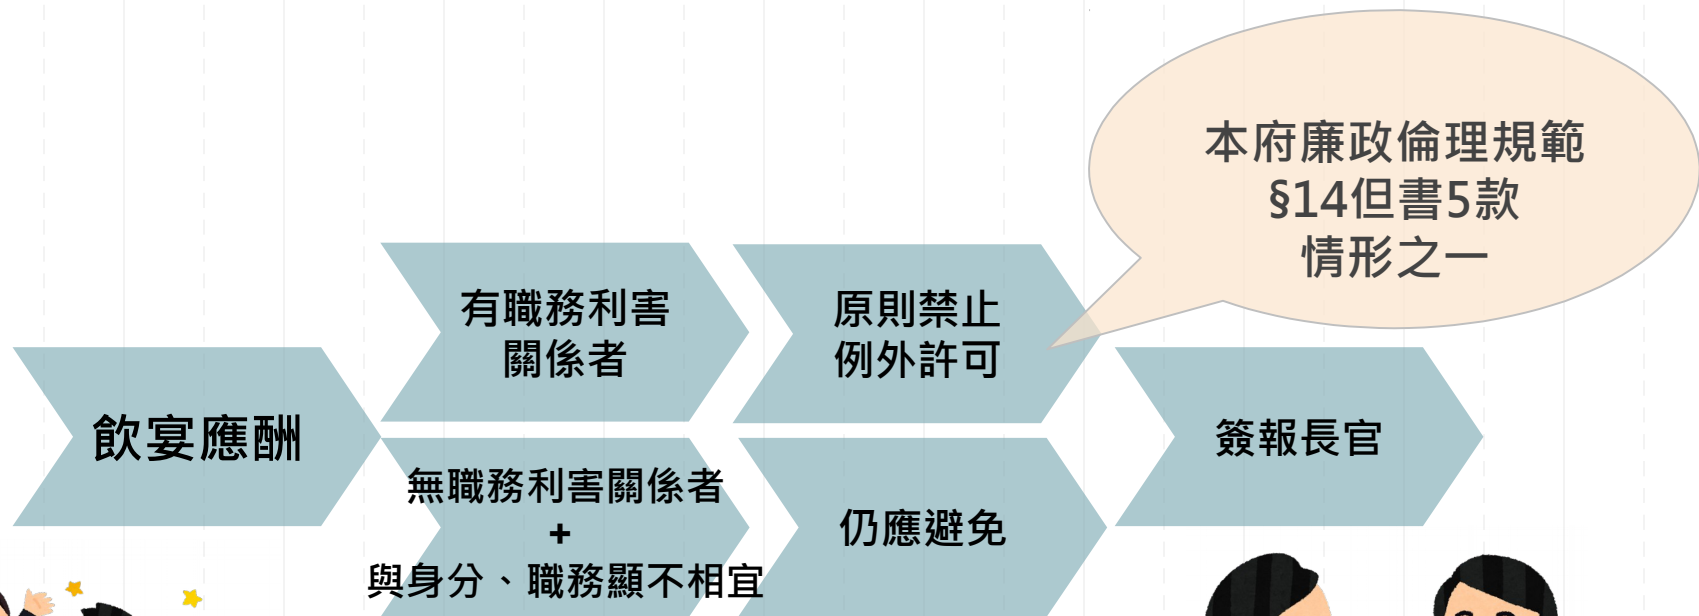 本府廉政倫理規範
§14但書5款
情形之一
飲宴應酬
有職務利害
關係者
原則禁止
例外許可
無職務利害關係者
+
與身分、職務顯不相宜
仍應避免
簽報長官